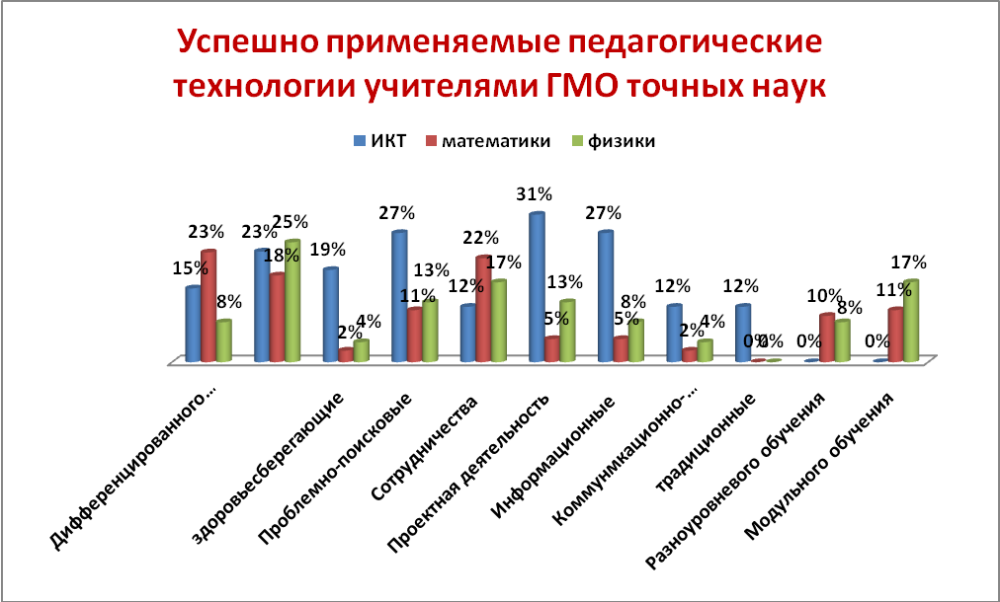 Успешно применяемые педагогические
технологии учителями ГМО точных наук
ИКТ математики физики
15% 23% 8%
23% 18% 25%
19% 2% 4%
27% 11% 13%
12% 22% 17%
31% 5% 13%
27% 5% 8%
12% 2% 4%
12% 0% 0%
0% 10% 8%
0% 11% 17%
Дифференцированного...
здоровьесберегающие
Проблемно-поисковые
Сотрудничества
Проектная деятельность
Информационные
Коммунмкационно-...
традиционные
Разноуровневого обучения
Модульного обучения